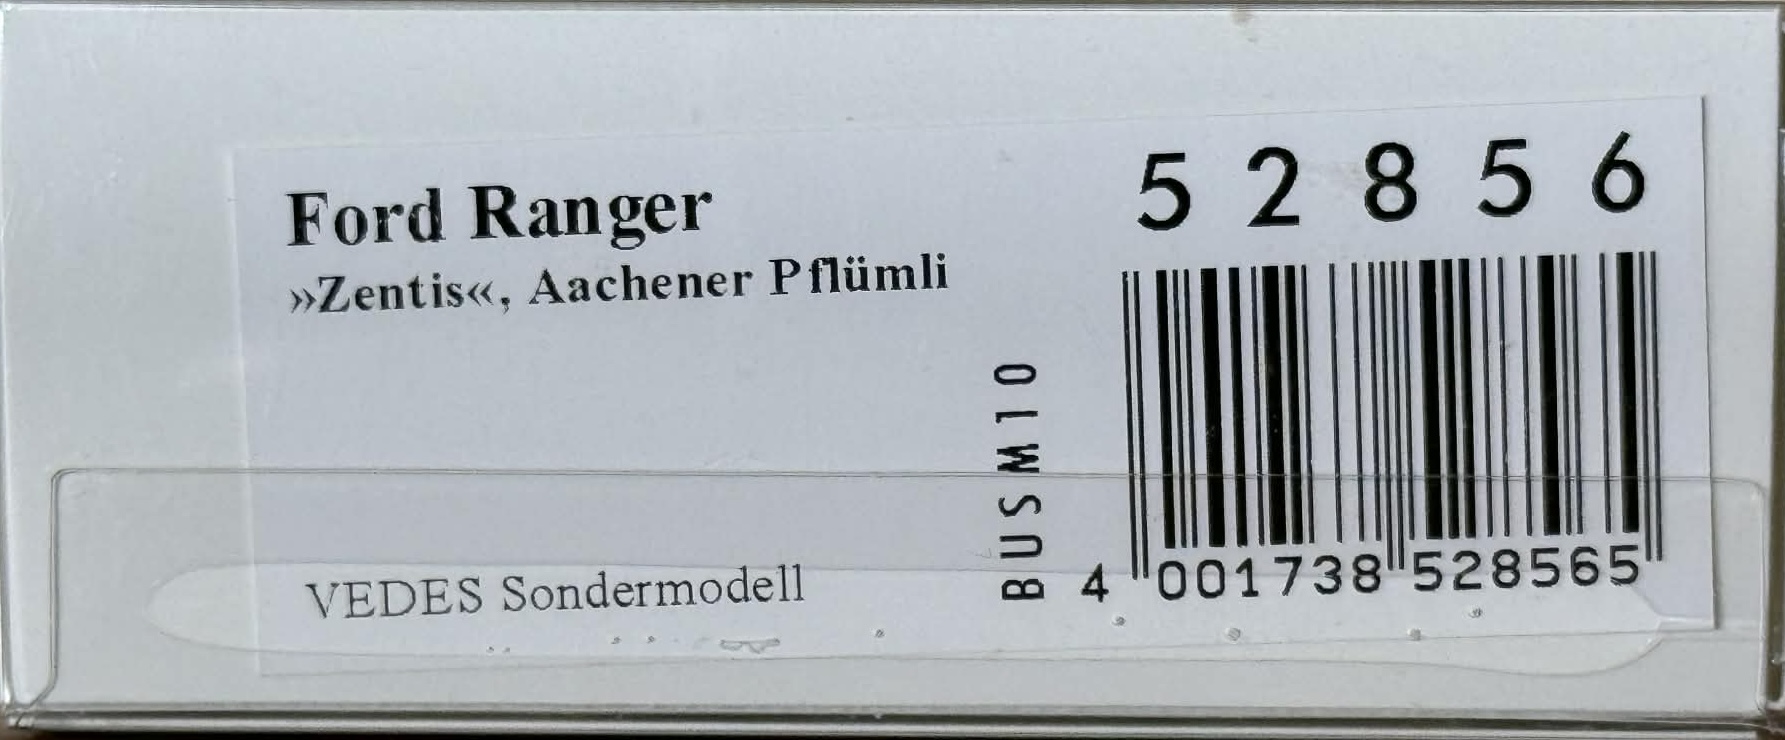 Ford Ranger
»Zentis«, Aachener Pflümli
VEDES Sondermodell
52856
BUSM10
4 001738 528565